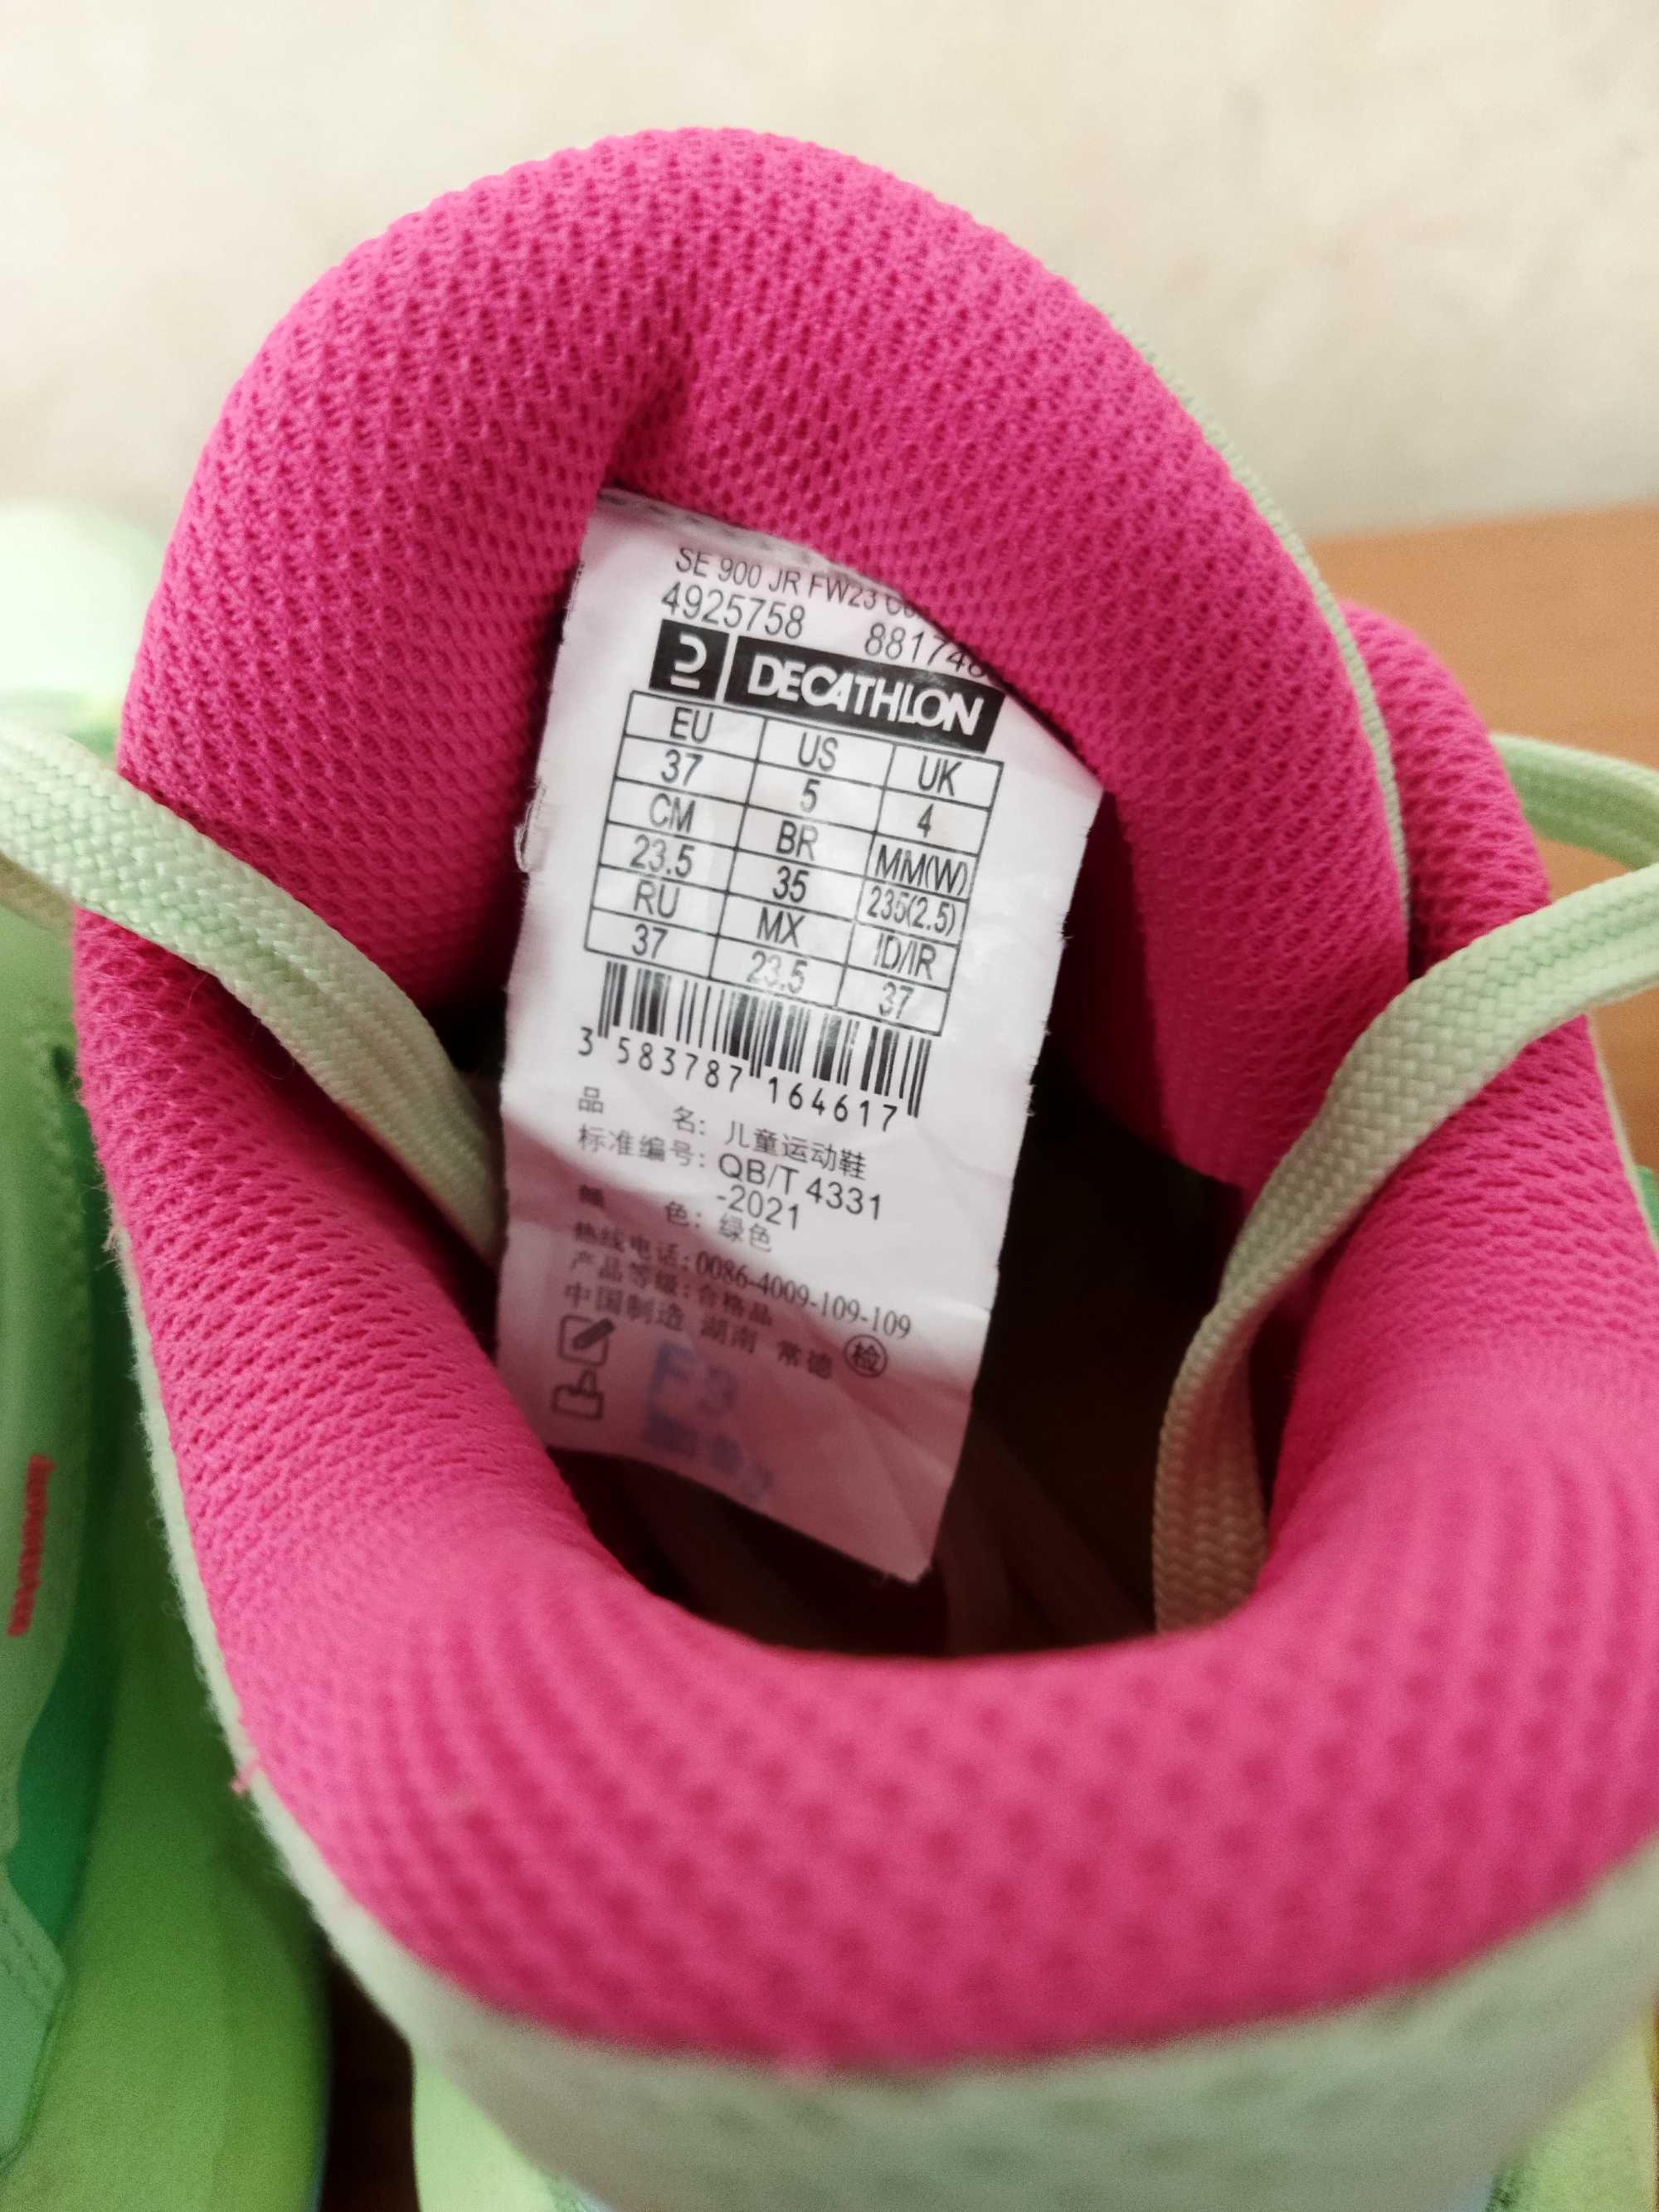 SE 900 JR FW23
4925758 881748
DECATHLON
EU US UK
37 5 4
CM BR MM(W)
23.5 35 235(2.5)
RU MX ID/IR
37 23.5 37
3 583787 164617
品 名: 儿童运动鞋
标准编号: QB/T 4331
-2021
颜 色: 绿色
热线电话: 0086-4009-109-109
产品等级: 合格品
中国制造 湖南 常德 检
F3